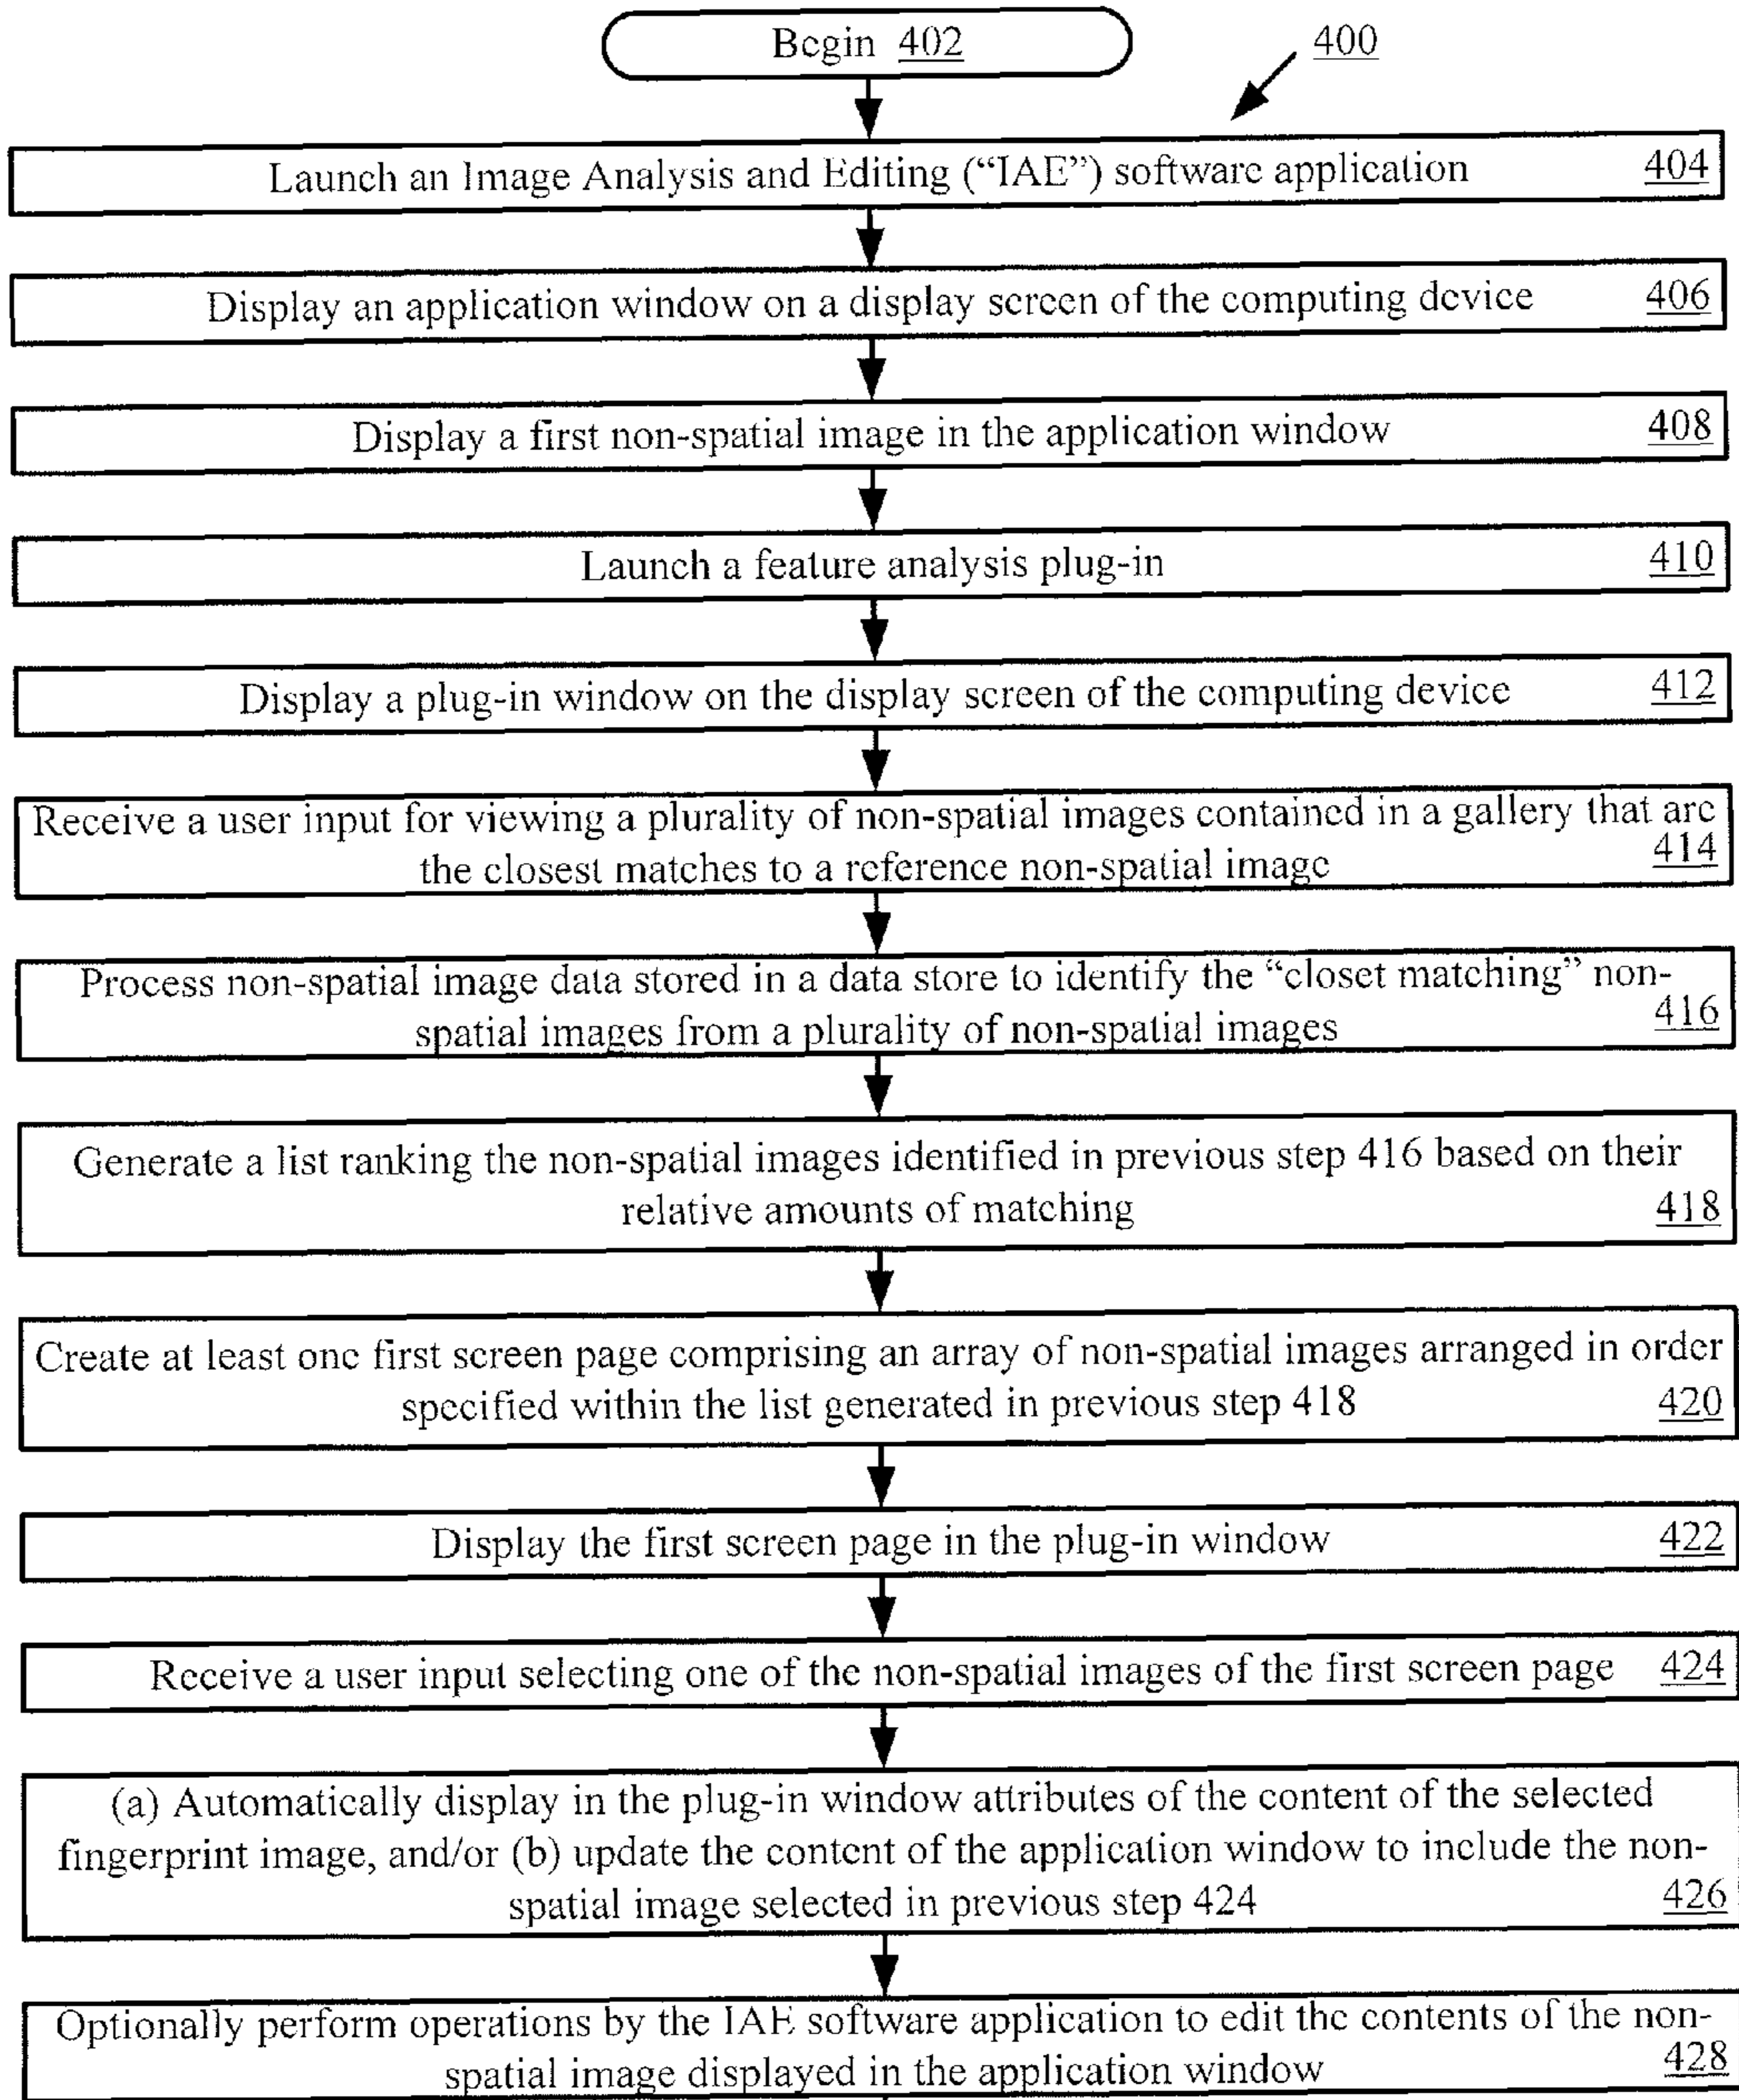 Begin 402
400
Launch an Image Analysis and Editing (“IAE”) software application 404
Display an application window on a display screen of the computing device 406
Display a first non-spatial image in the application window 408
Launch a feature analysis plug-in 410
Display a plug-in window on the display screen of the computing device 412
Receive a user input for viewing a plurality of non-spatial images contained in a gallery that are
the closest matches to a reference non-spatial image 414
Process non-spatial image data stored in a data store to identify the “closet matching” non-
spatial images from a plurality of non-spatial images 416
Generate a list ranking the non-spatial images identified in previous step 416 based on their
relative amounts of matching 418
Create at least one first screen page comprising an array of non-spatial images arranged in order
specified within the list generated in previous step 418 420
Display the first screen page in the plug-in window 422
Receive a user input selecting one of the non-spatial images of the first screen page 424
(a) Automatically display in the plug-in window attributes of the content of the selected
fingerprint image, and/or (b) update the content of the application window to include the non-
spatial image selected in previous step 424 426
Optionally perform operations by the IAE software application to edit the contents of the non-
spatial image displayed in the application window 428